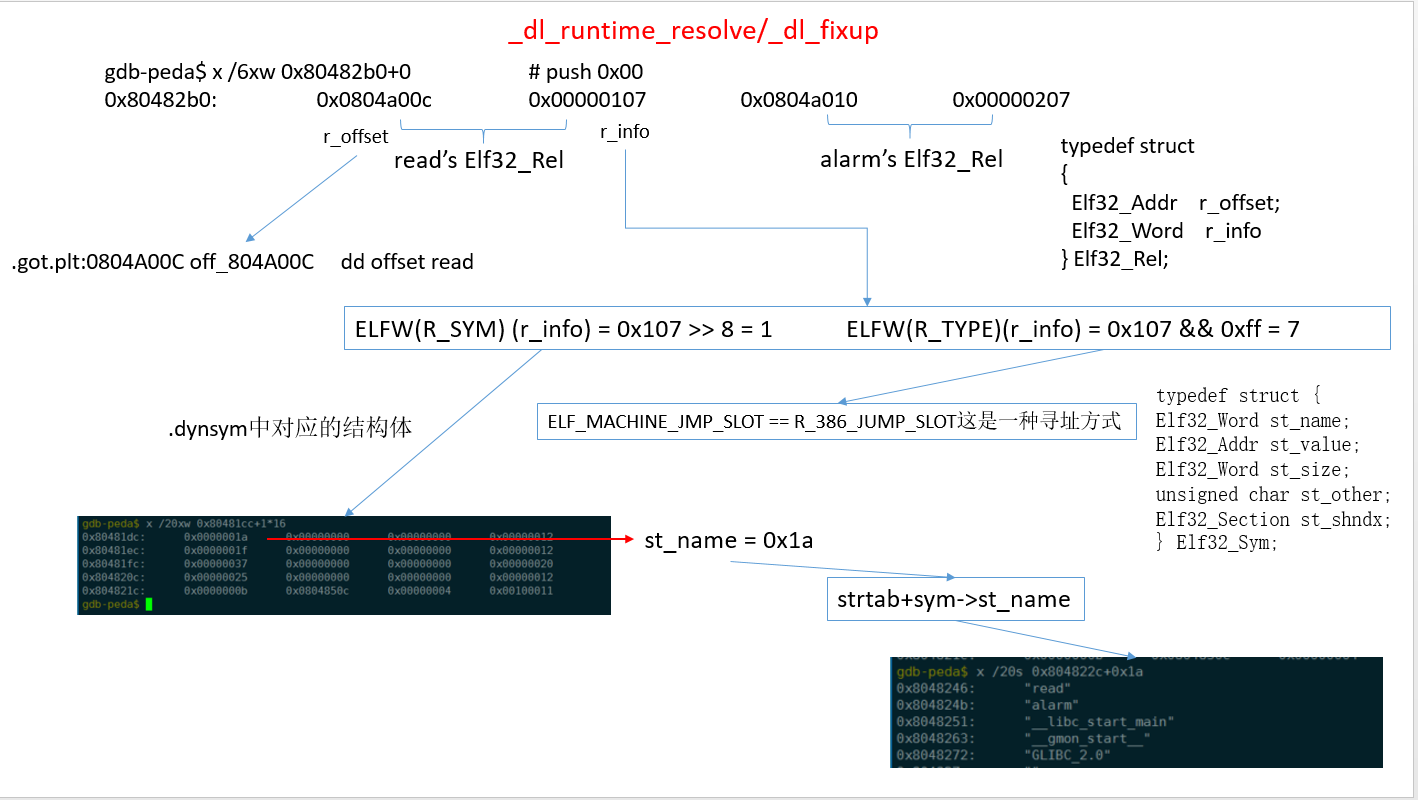 _dl_runtime_resolve/_dl_fixup
gdb-peda$ x /6xw 0x80482b0+0 # push 0x00
0x80482b0: 0x0804a00c 0x00000107 0x0804a010 0x00000207
r_offset
r_info
read’s Elf32_Rel
alarm’s Elf32_Rel
typedef struct
{
Elf32_Addr r_offset;
Elf32_Word r_info
} Elf32_Rel;
.got.plt:0804A00C off_804A00C dd offset read
ELFW(R_SYM) (r_info) = 0x107 >> 8 = 1 ELFW(R_TYPE)(r_info) = 0x107 && 0xff = 7
.dynsym中对应的结构体
ELF_MACHINE_JMP_SLOT == R_386_JUMP_SLOT这是一种寻址方式
typedef struct {
Elf32_Word st_name;
Elf32_Addr st_value;
Elf32_Word st_size;
unsigned char st_other;
Elf32_Section st_shndx;
} Elf32_Sym;
gdb-peda$ x /20xw 0x80481cc+1*16
0x80481dc: 0x0000001a 0x00000000 0x00000000 0x00000012
0x80481ec: 0x0000001f 0x00000000 0x00000000 0x00000012
0x80481fc: 0x00000037 0x00000000 0x00000000 0x00000020
0x804820c: 0x00000025 0x00000000 0x00000000 0x00000012
0x804821c: 0x0000000b 0x0804850c 0x00000004 0x00100011
gdb-peda$
st_name = 0x1a
strtab+sym->st_name
gdb-peda$ x /20s 0x804822c+0x1a
0x8048246: "read"
0x804824b: "alarm"
0x8048251: "__libc_start_main"
0x8048263: "__gmon_start__"
0x8048272: "GLIBC_2.0"